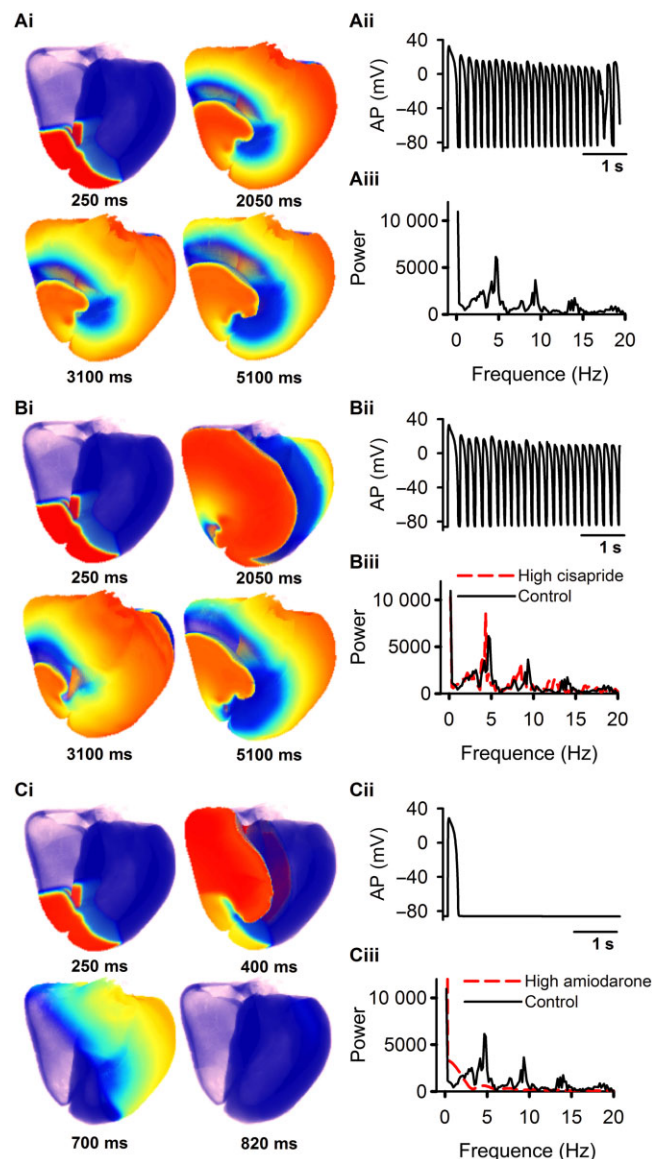 Ai
250 ms
2050 ms
3100 ms
5100 ms
Aii
AP (mV)
40
0
−40
−80
1 s
Aiii
Power
10 000
5000
0
0 5 10 15 20
Frequence (Hz)
Bi
250 ms
2050 ms
3100 ms
5100 ms
Bii
AP (mV)
40
0
−40
−80
1 s
Biii
High cisapride
Control
Power
10 000
5000
0
0 5 10 15 20
Frequence (Hz)
Ci
250 ms
400 ms
700 ms
820 ms
Cii
AP (mV)
40
0
−40
−80
1 s
Ciii
High amiodarone
Control
Power
10 000
5000
0
0 5 10 15 20
Frequence (Hz)